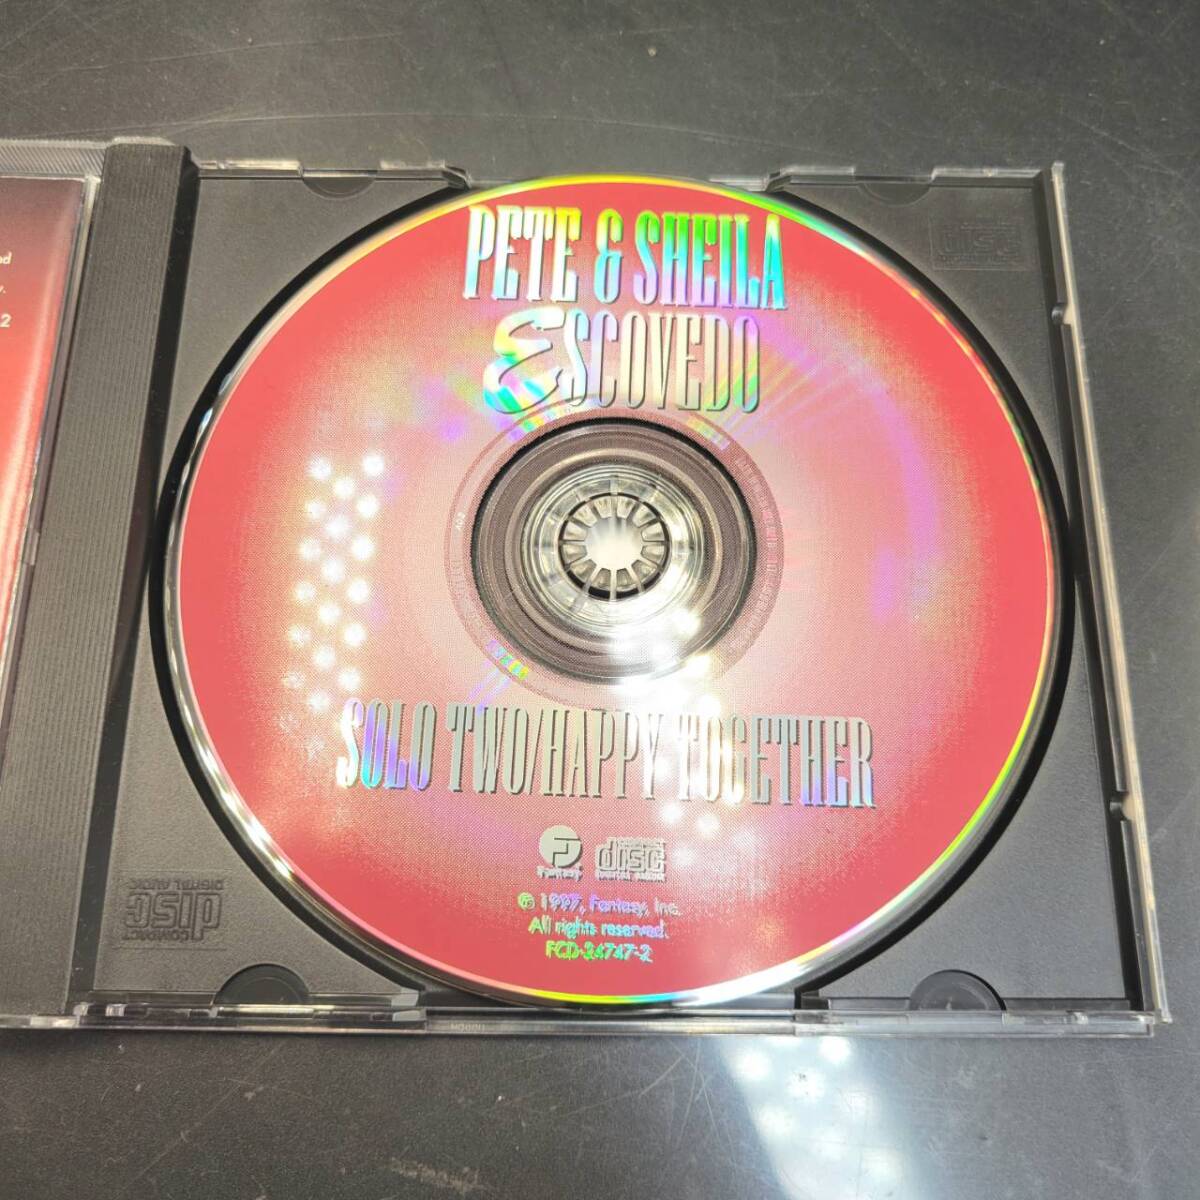 PETE & SHEILA
ESCOVEDO
SOLO TWO/HAPPY TOGETHER
F
Fantasy
COMPACT
disc
DIGITAL AUDIO
℗ 1997, Fantasy, Inc.
All rights reserved.
FCD-24747-2
COMPACT
disc
DIGITAL AUDIO
2